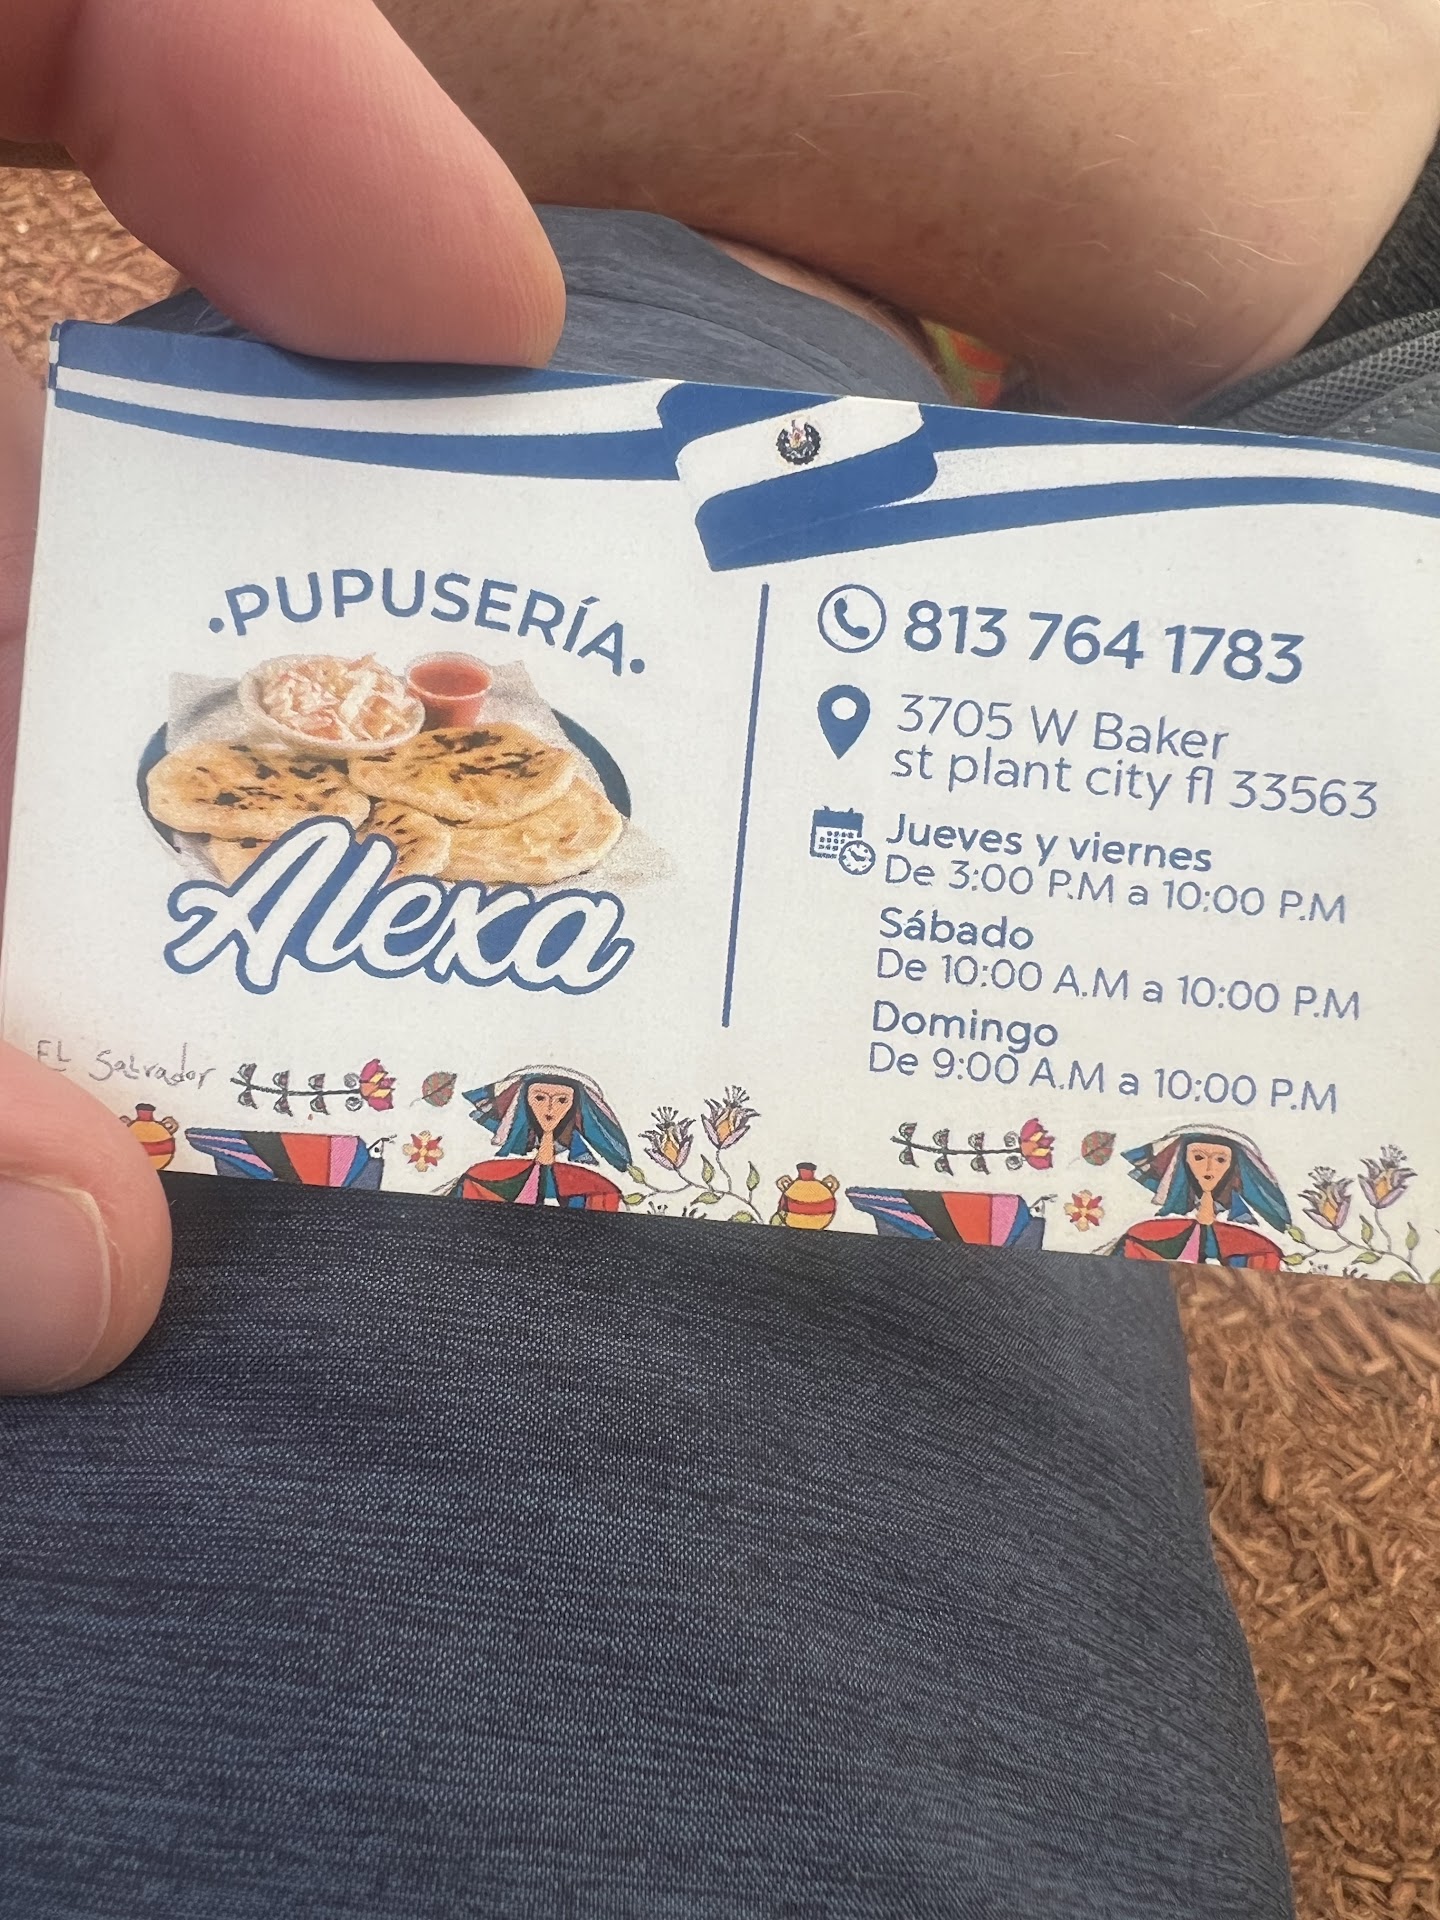 .PUPUSERÍA.
Alexa
EL Salvador
813 764 1783
3705 W Baker
st plant city fl 33563
Jueves y viernes
De 3:00 P.M a 10:00 P.M
Sábado
De 10:00 A.M a 10:00 P.M
Domingo
De 9:00 A.M a 10:00 P.M